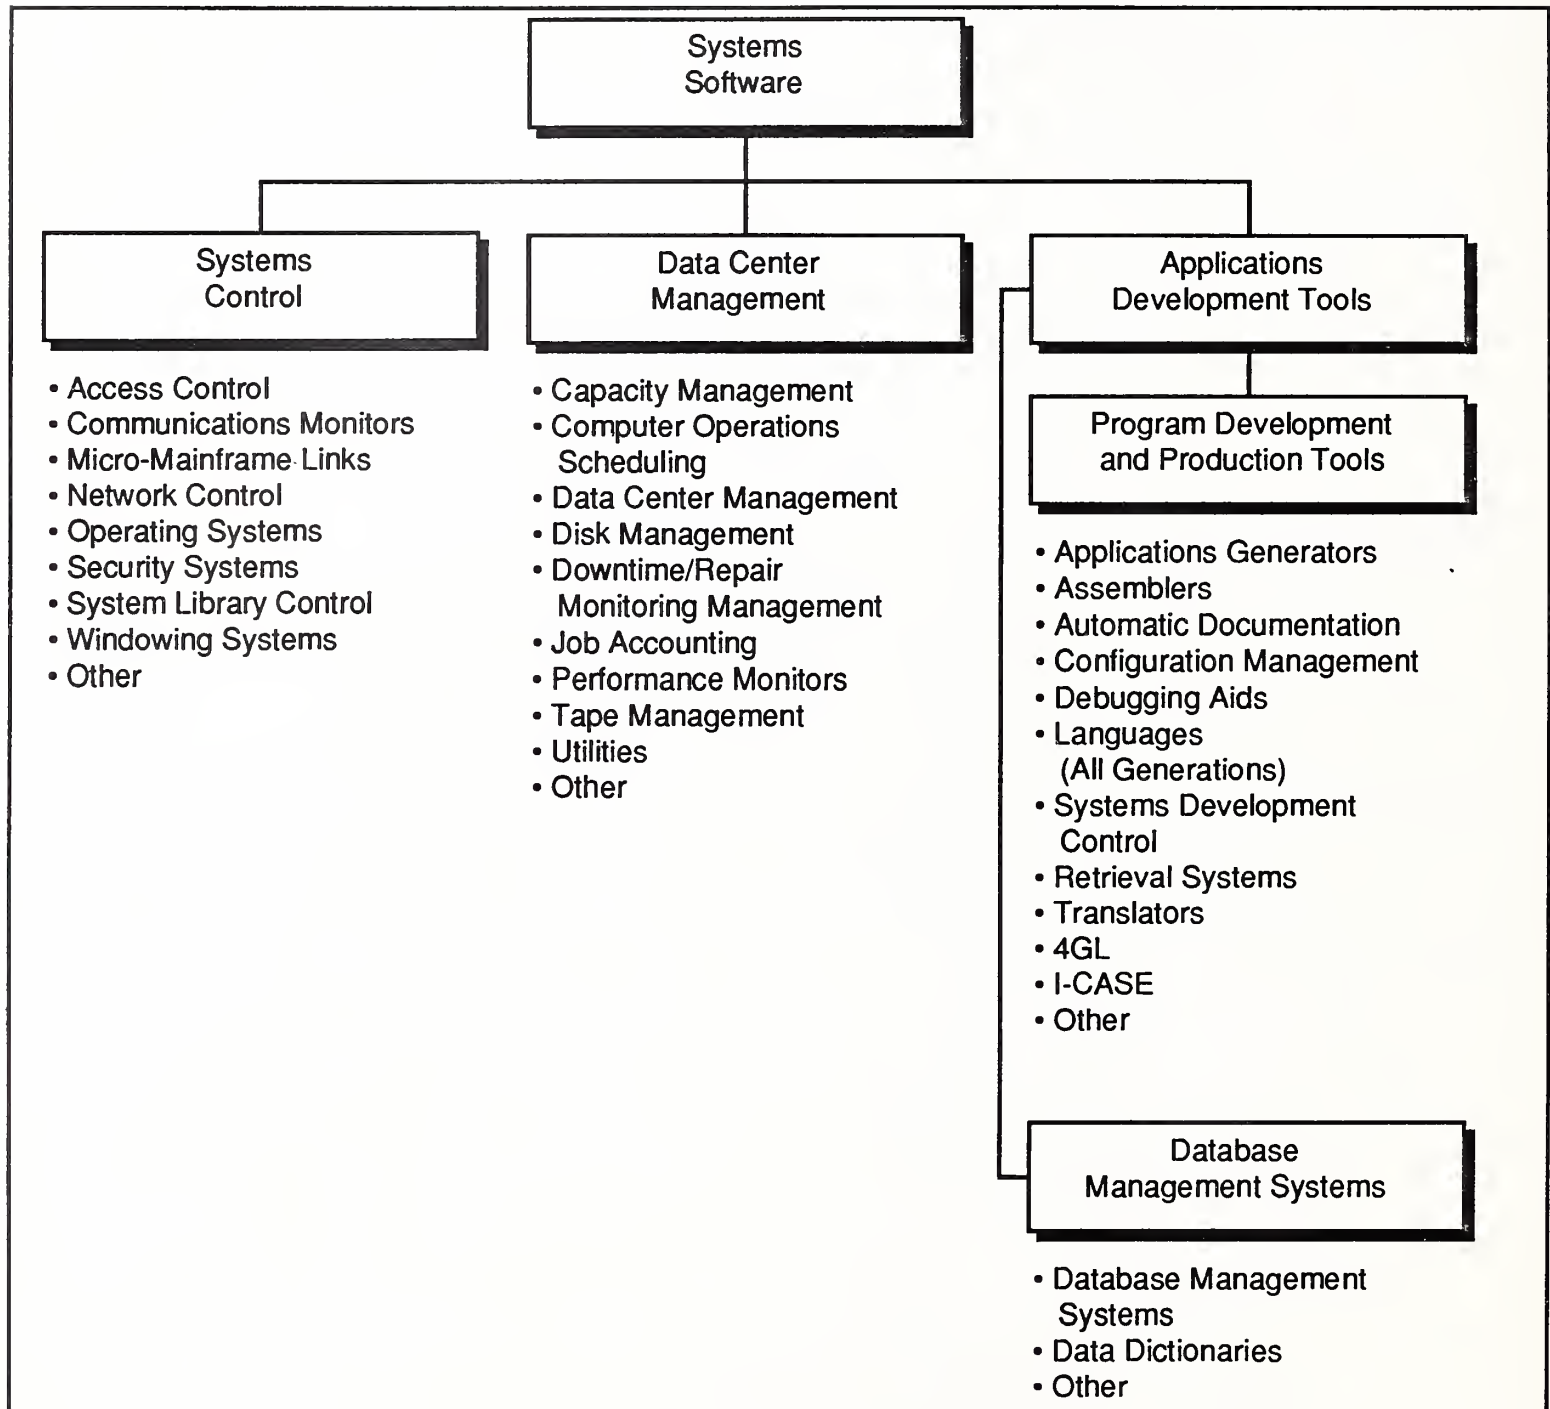 Systems
Software
Systems
Control
• Access Control
• Communications Monitors
• Micro-Mainframe Links
• Network Control
• Operating Systems
• Security Systems
• System Library Control
• Windowing Systems
• Other
Data Center
Management
• Capacity Management
• Computer Operations
Scheduling
• Data Center Management
• Disk Management
• Downtime/Repair
Monitoring Management
• Job Accounting
• Performance Monitors
• Tape Management
• Utilities
• Other
Applications
Development Tools
Program Development
and Production Tools
• Applications Generators
• Assemblers
• Automatic Documentation
• Configuration Management
• Debugging Aids
• Languages
(All Generations)
• Systems Development
Control
• Retrieval Systems
• Translators
• 4GL
• I-CASE
• Other
Database
Management Systems
• Database Management
Systems
• Data Dictionaries
• Other